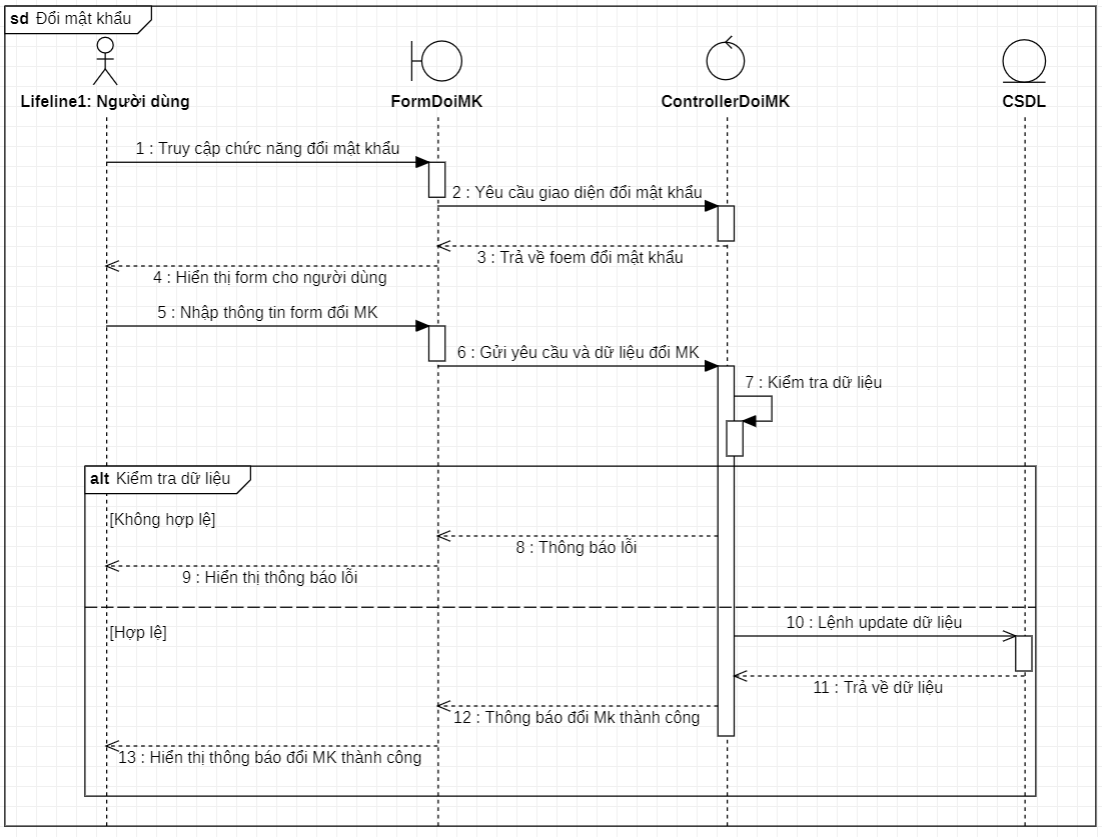 sd Đổi mật khẩu
Lifeline1: Người dùng
FormDoiMK
ControllerDoiMK
CSDL
1 : Truy cập chức năng đổi mật khẩu
2 : Yêu cầu giao diện đổi mật khẩu
3 : Trả về foem đổi mật khẩu
4 : Hiển thị form cho người dùng
5 : Nhập thông tin form đổi MK
6 : Gửi yêu cầu và dữ liệu đổi MK
7 : Kiểm tra dữ liệu
alt Kiểm tra dữ liệu
[Không hợp lệ]
8 : Thông báo lỗi
9 : Hiển thị thông báo lỗi
[Hợp lệ]
10 : Lệnh update dữ liệu
11 : Trả về dữ liệu
12 : Thông báo đổi Mk thành công
13 : Hiển thị thông báo đổi MK thành công